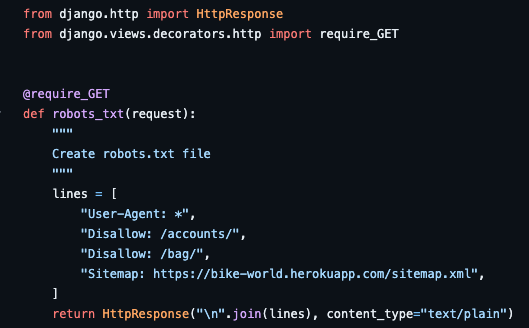 from django.http import HttpResponse
from django.views.decorators.http import require_GET
@require_GET
def robots_txt(request):
"""
Create robots.txt file
"""
lines = [
"User-Agent: *",
"Disallow: /accounts/",
"Disallow: /bag/",
"Sitemap: https://bike-world.herokuapp.com/sitemap.xml",
]
return HttpResponse("\n".join(lines), content_type="text/plain")